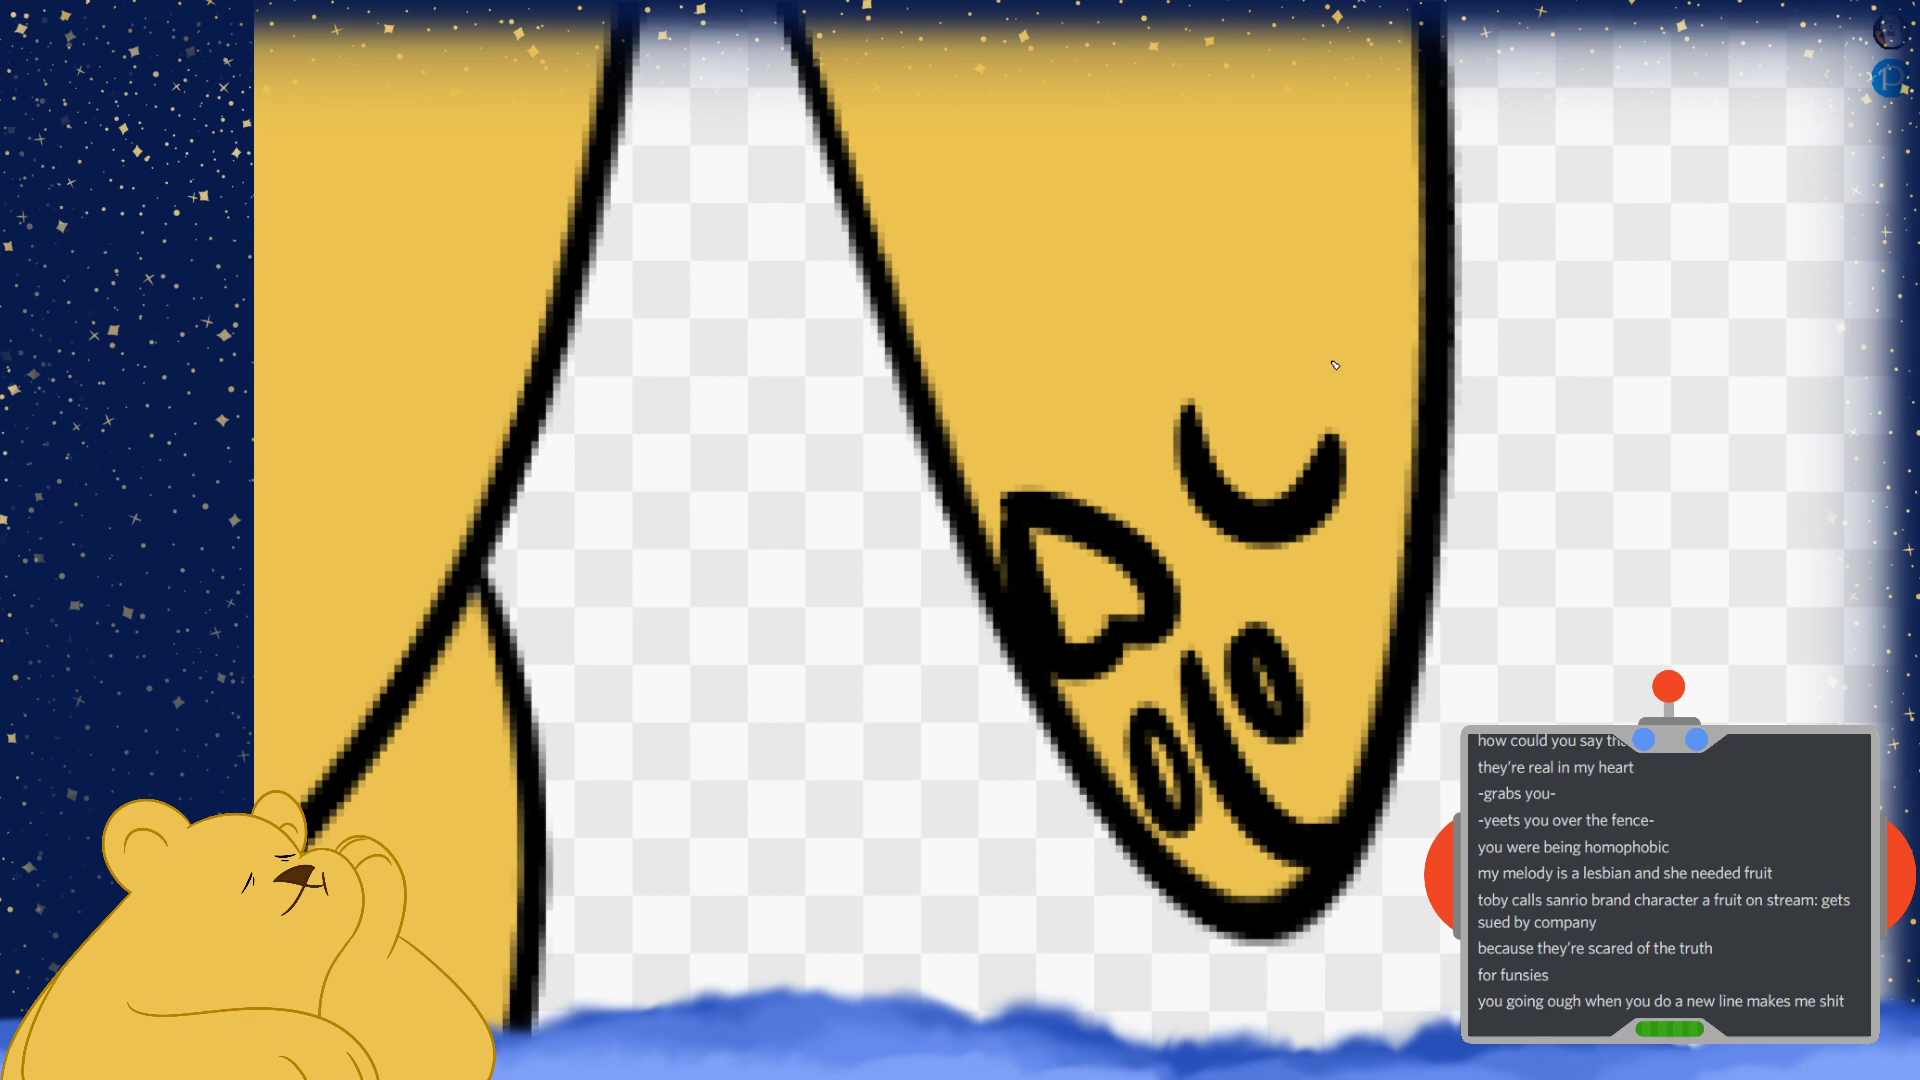 how could you say
they're real in my heart
-grabs you-
-yeets you over the fence-
you were being homophobic
my melody is a lesbian and she needed fruit
toby calls sanrio brand character a fruit on stream: gets
sued by company
because they're scared of the truth
for funsies
you going ough when you do a new line makes me shit